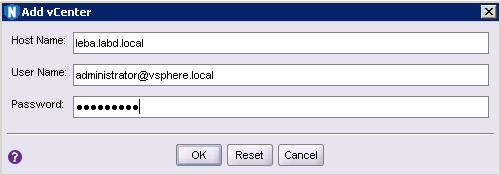 N Add vCenter
Host Name: leba.labd.local
User Name: administrator@vsphere.local
Password: ●●●●●●●●●
?
OK Reset Cancel